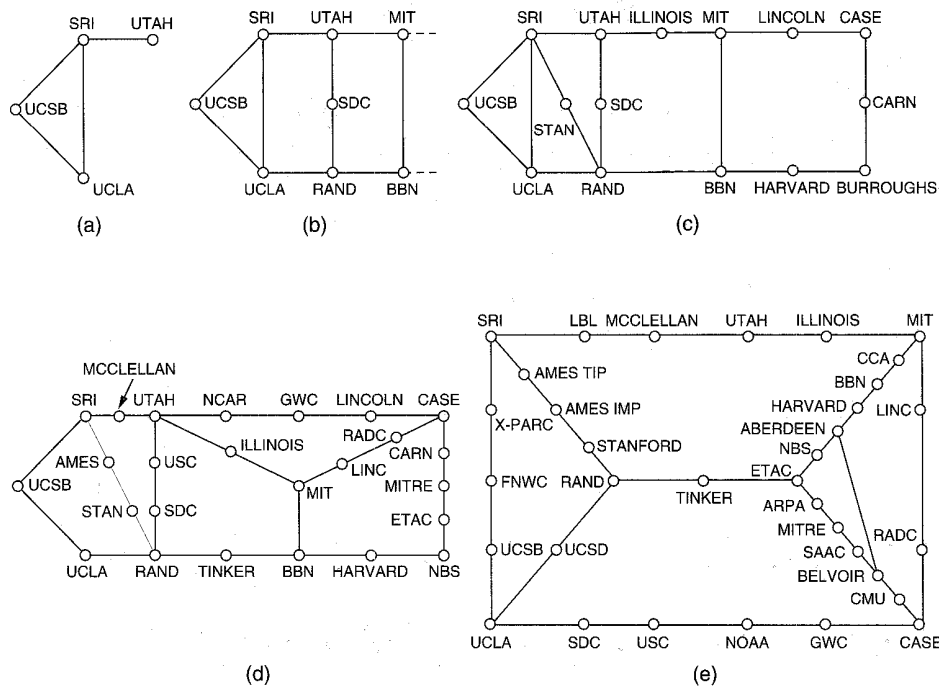 SRI UTAH
UCSB
UCLA
(a)
SRI UTAH MIT
UCSB SDC
UCLA RAND BBN
(b)
SRI UTAH ILLINOIS MIT LINCOLN CASE
UCSB SDC CARN
STAN
UCLA RAND BBN HARVARD BURROUGHS
(c)
MCCLELLAN
SRI UTAH NCAR GWC LINCOLN CASE
RADC
ILLINOIS CARN
AMES USC LINC
UCSB MIT MITRE
STAN SDC ETAC
UCLA RAND TINKER BBN HARVARD NBS
(d)
SRI LBL MCCLELLAN UTAH ILLINOIS MIT
CCA
AMES TIP BBN
X-PARC AMES IMP HARVARD LINC
ABERDEEN
STANFORD NBS
FNWC RAND TINKER ETAC
ARPA
MITRE RADC
UCSB UCSD SAAC
BELVOIR
CMU
UCLA SDC USC NOAA GWC CASE
(e)